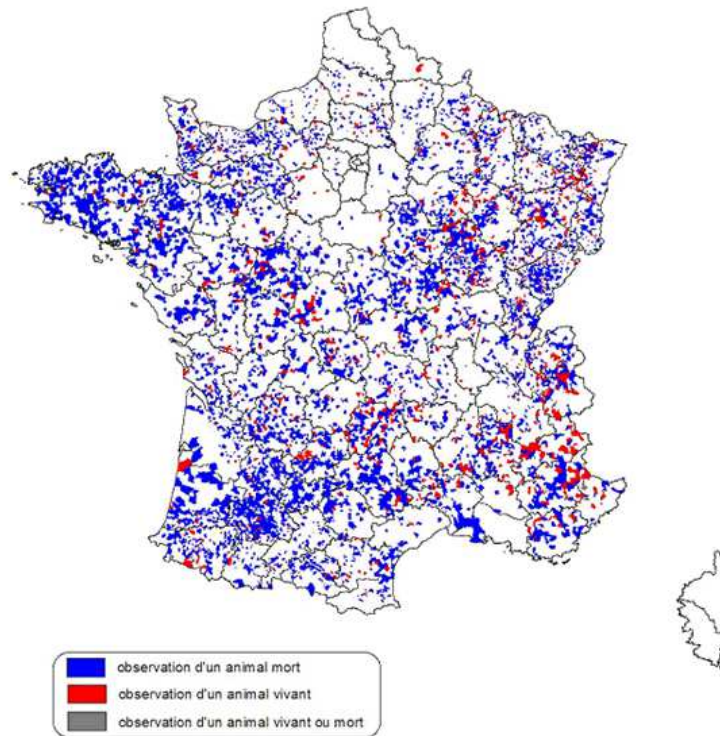 observation d'un animal mort
observation d'un animal vivant
observation d'un animal vivant ou mort